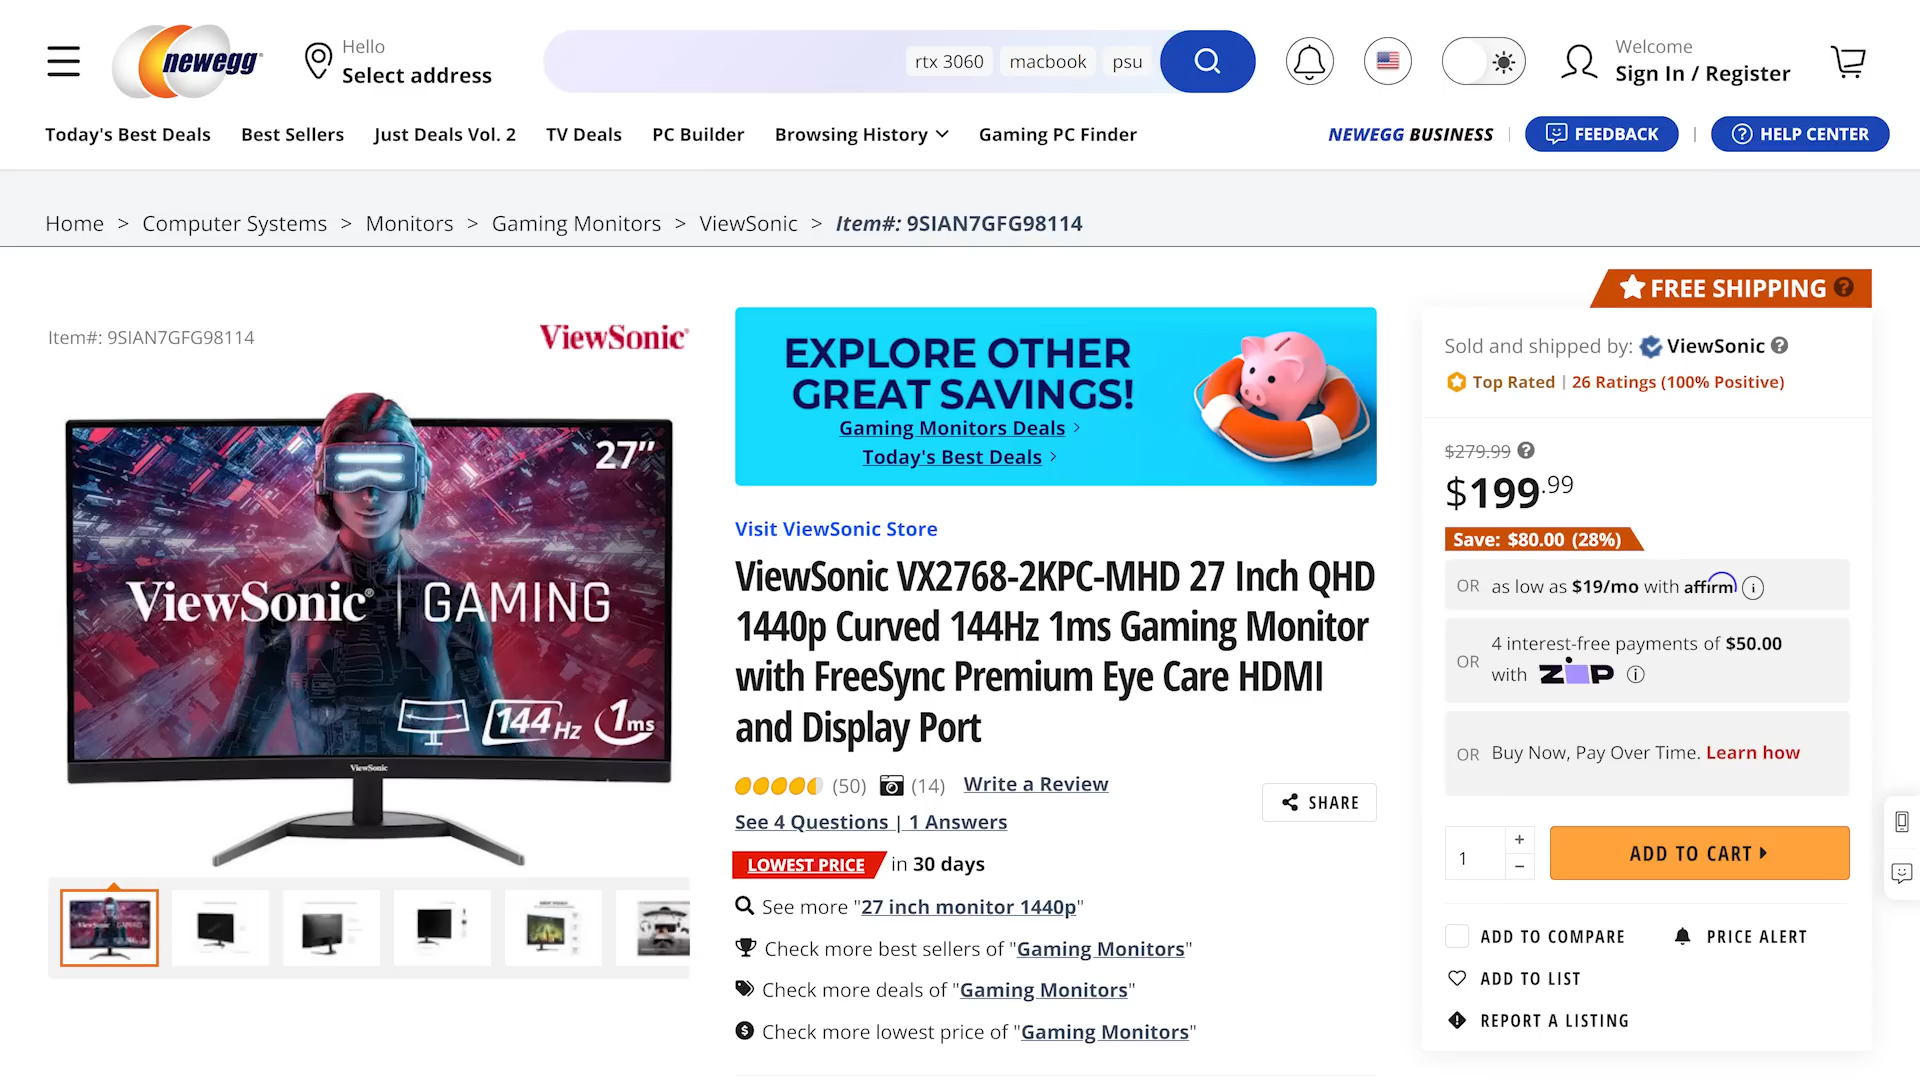 newegg
Hello
Select address
rtx 3060
macbook
psu
Welcome
Sign In / Register
Today's Best Deals
Best Sellers
Just Deals Vol. 2
TV Deals
PC Builder
Browsing History
Gaming PC Finder
NEWEGG BUSINESS
FEEDBACK
HELP CENTER
Home > Computer Systems > Monitors > Gaming Monitors > ViewSonic > Item#: 9SIAN7GFG98114
FREE SHIPPING
Item#: 9SIAN7GFG98114
ViewSonic
27"
ViewSonic | GAMING
144Hz
1ms
ViewSonic
EXPLORE OTHER
GREAT SAVINGS!
Gaming Monitors Deals
Today's Best Deals
Visit ViewSonic Store
ViewSonic VX2768-2KPC-MHD 27 Inch QHD
1440p Curved 144Hz 1ms Gaming Monitor
with FreeSync Premium Eye Care HDMI
and Display Port
(50)
(14)
Write a Review
SHARE
See 4 Questions | 1 Answers
LOWEST PRICE in 30 days
See more "27 inch monitor 1440p"
Check more best sellers of "Gaming Monitors"
Check more deals of "Gaming Monitors"
Check more lowest price of "Gaming Monitors"
Sold and shipped by: ViewSonic
Top Rated | 26 Ratings (100% Positive)
$279.99
$199.99
Save: $80.00 (28%)
OR as low as $19/mo with affirm
OR
4 interest-free payments of $50.00
with ZIP
OR Buy Now, Pay Over Time. Learn how
1
+
−
ADD TO CART
ADD TO COMPARE
PRICE ALERT
ADD TO LIST
REPORT A LISTING